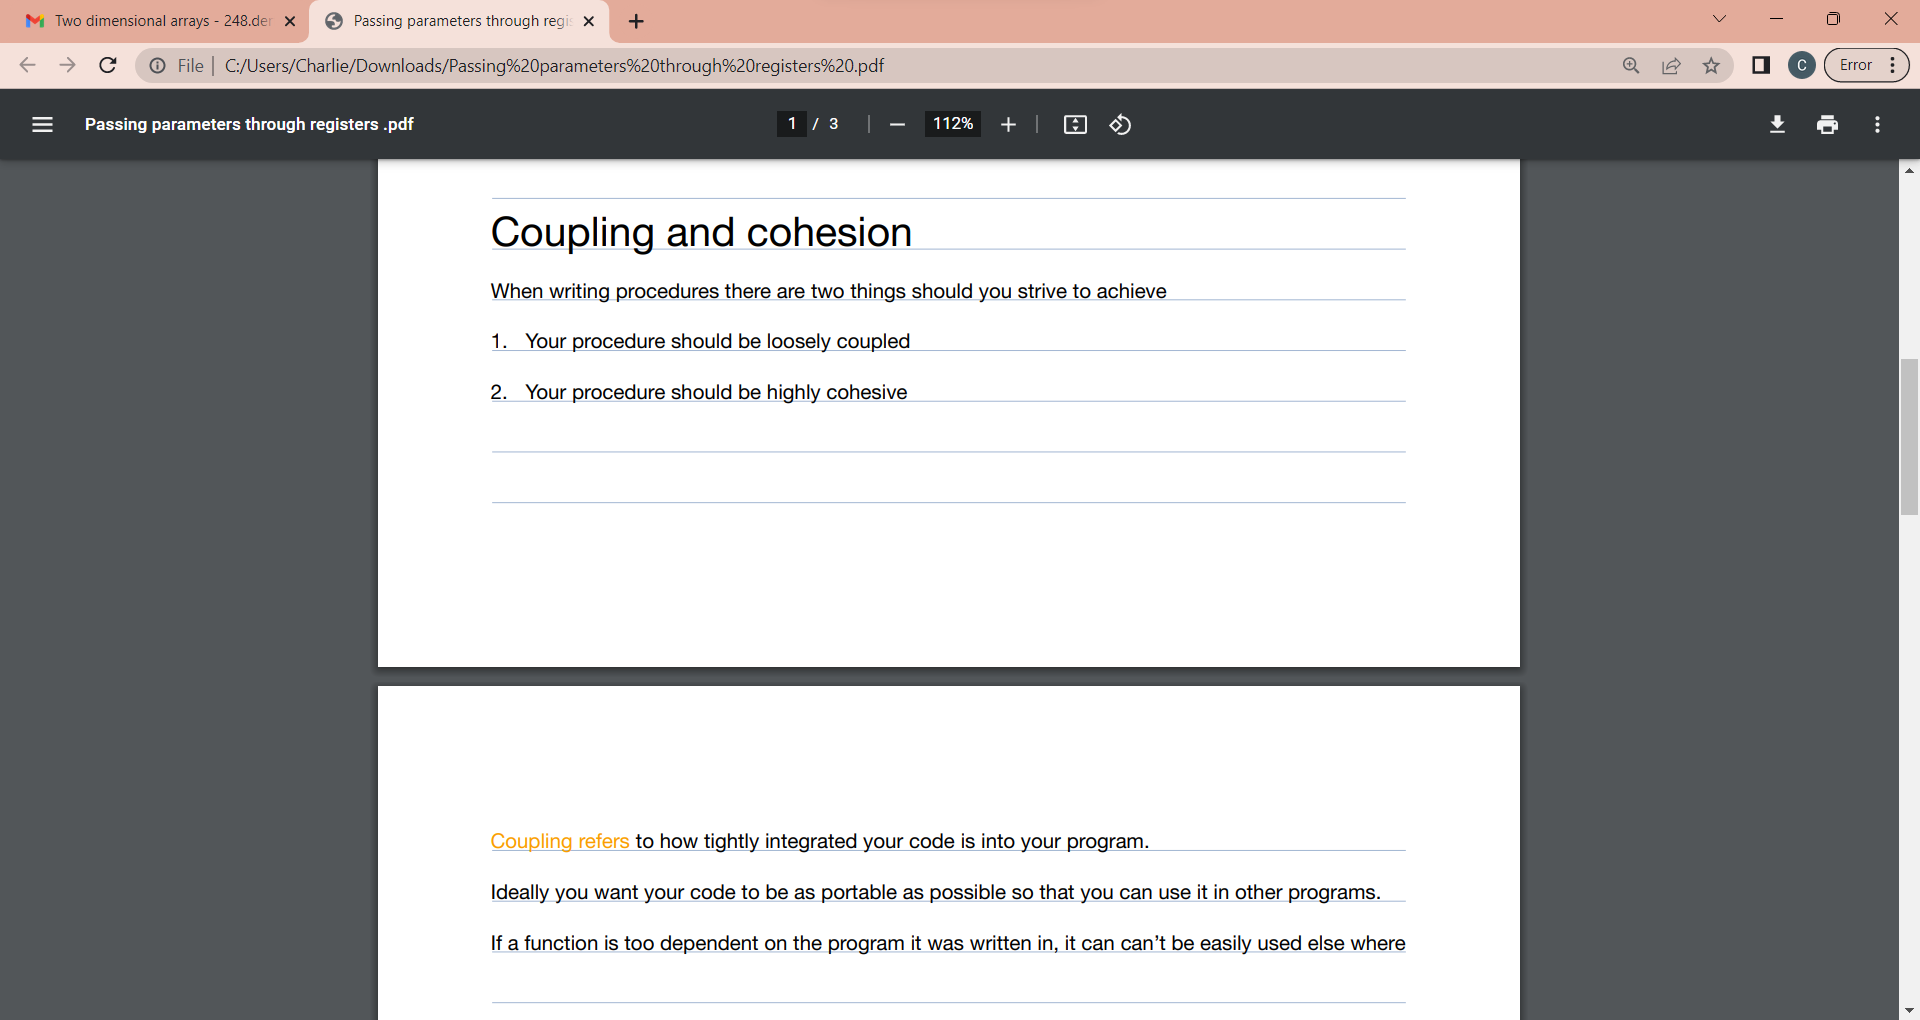 Two dimensional arrays - 248.der
Passing parameters through regis
File | C:/Users/Charlie/Downloads/Passing%20parameters%20through%20registers%20.pdf
C
Error
Passing parameters through registers .pdf
1 / 3
112%
Coupling and cohesion
When writing procedures there are two things should you strive to achieve
1. Your procedure should be loosely coupled
2. Your procedure should be highly cohesive
Coupling refers to how tightly integrated your code is into your program.
Ideally you want your code to be as portable as possible so that you can use it in other programs.
If a function is too dependent on the program it was written in, it can can’t be easily used else where